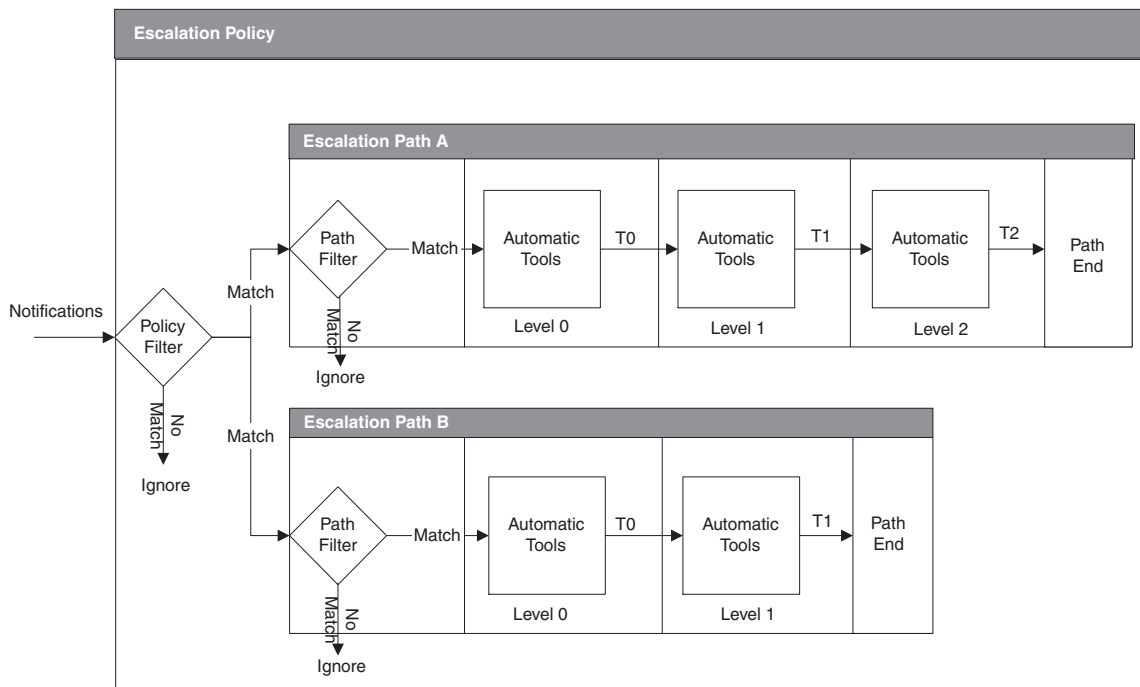 Escalation Policy
Notifications
Policy
Filter
No
Match
Ignore
Match
Match
Escalation Path A
Path
Filter
No
Match
Ignore
Match
Automatic
Tools
Level 0
T0
Automatic
Tools
Level 1
T1
Automatic
Tools
Level 2
T2
Path
End
Escalation Path B
Path
Filter
No
Match
Ignore
Match
Automatic
Tools
Level 0
T0
Automatic
Tools
Level 1
T1
Path
End